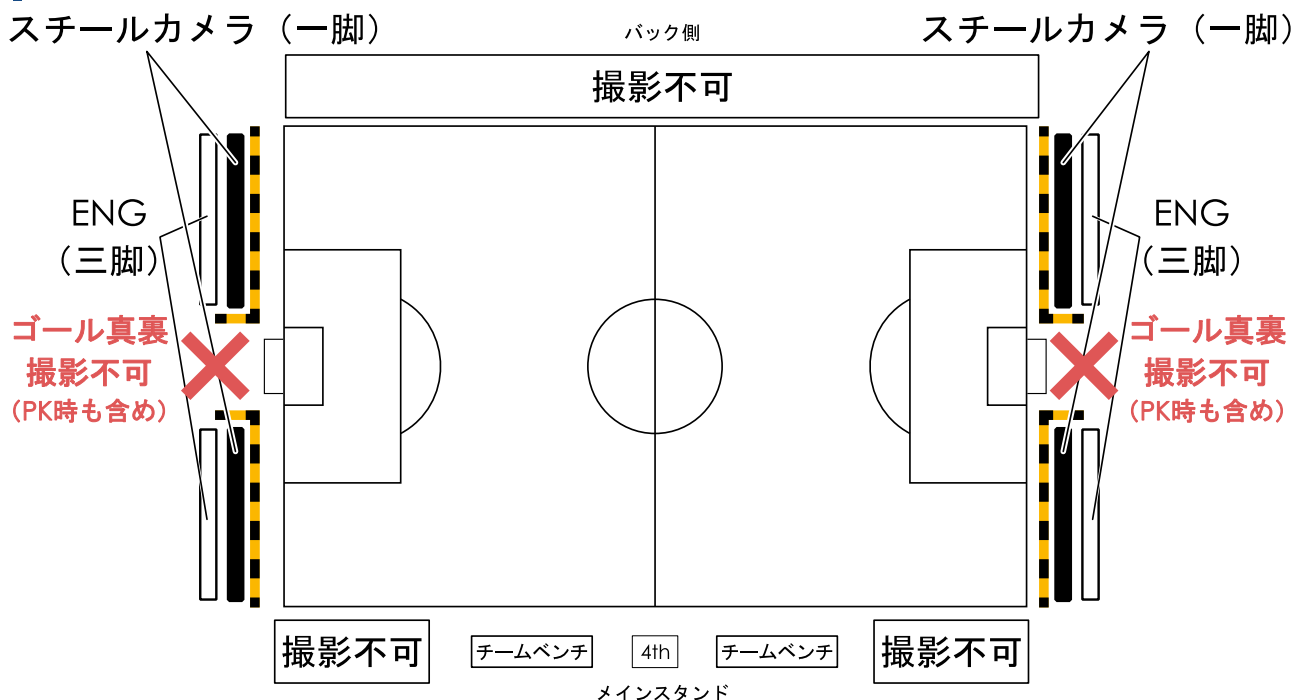 スチールカメラ（一脚）
バック側
スチールカメラ（一脚）
撮影不可
ENG
（三脚）
ENG
（三脚）
ゴール真裏
撮影不可
（PK時も含め）
ゴール真裏
撮影不可
（PK時も含め）
撮影不可
チームベンチ
4th
チームベンチ
撮影不可
メインスタンド